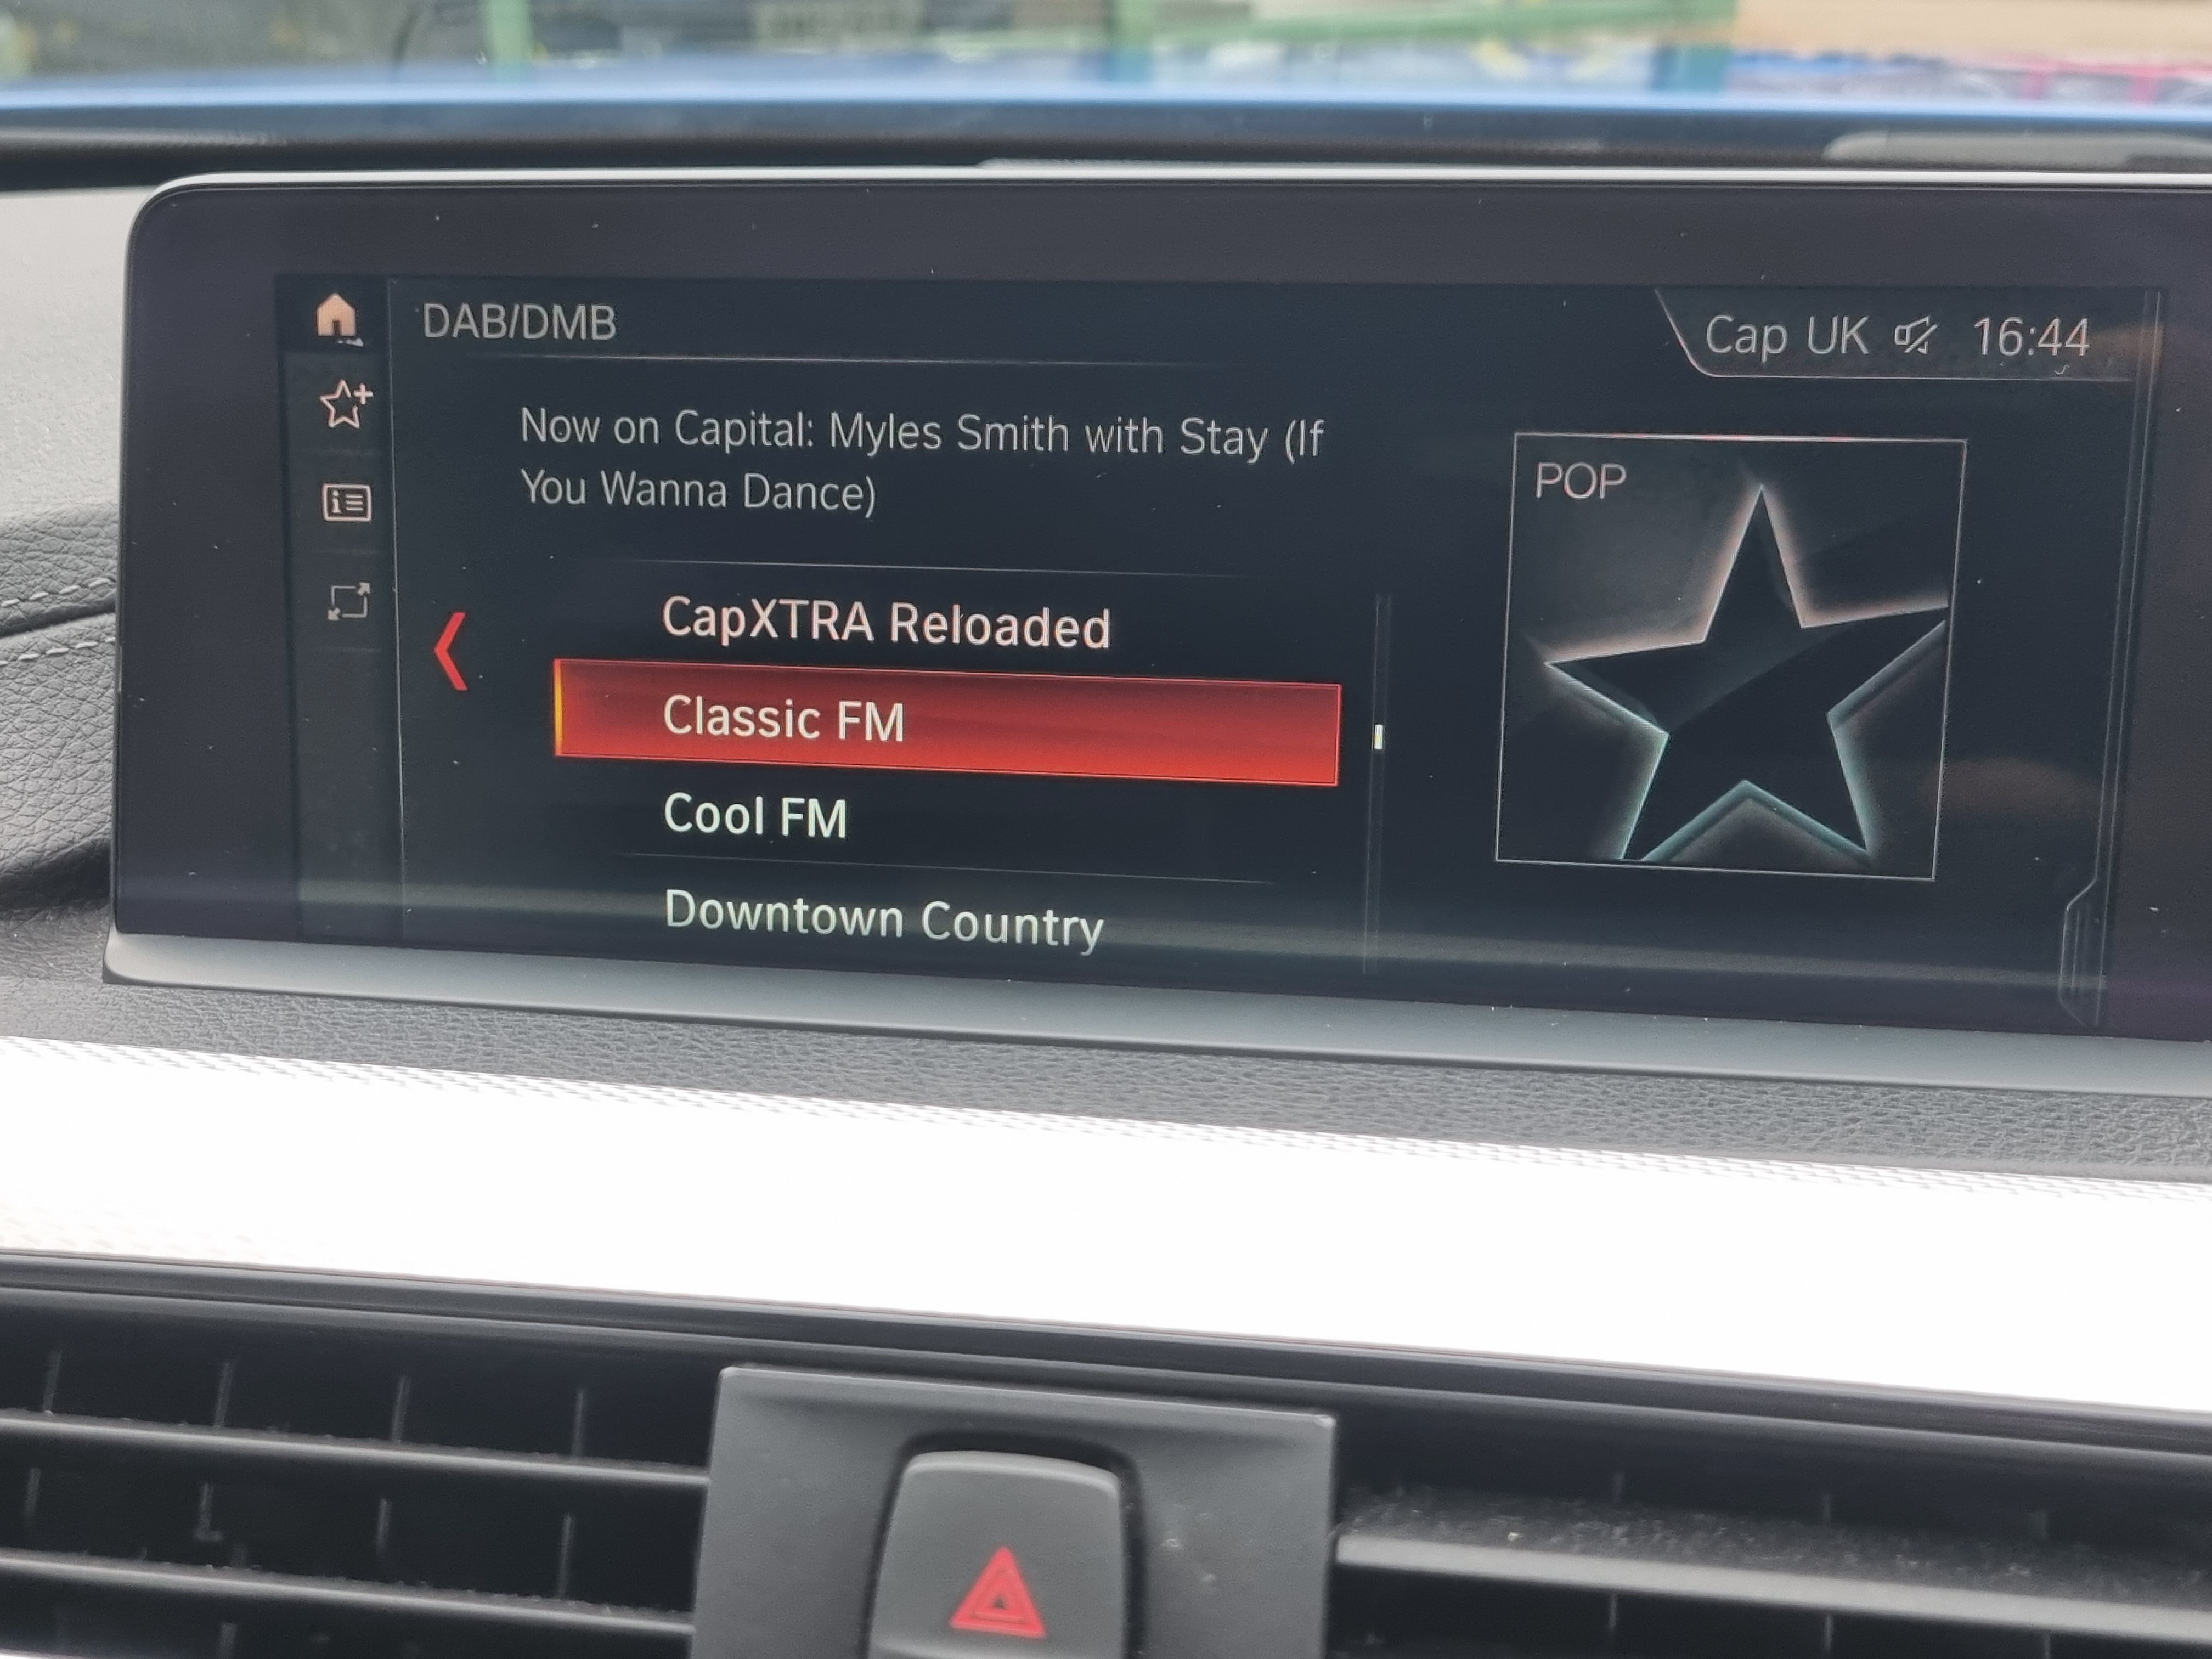 DAB/DMB
Cap UK 16:44
Now on Capital: Myles Smith with Stay (If
You Wanna Dance)
POP
CapXTRA Reloaded
Classic FM
Cool FM
Downtown Country